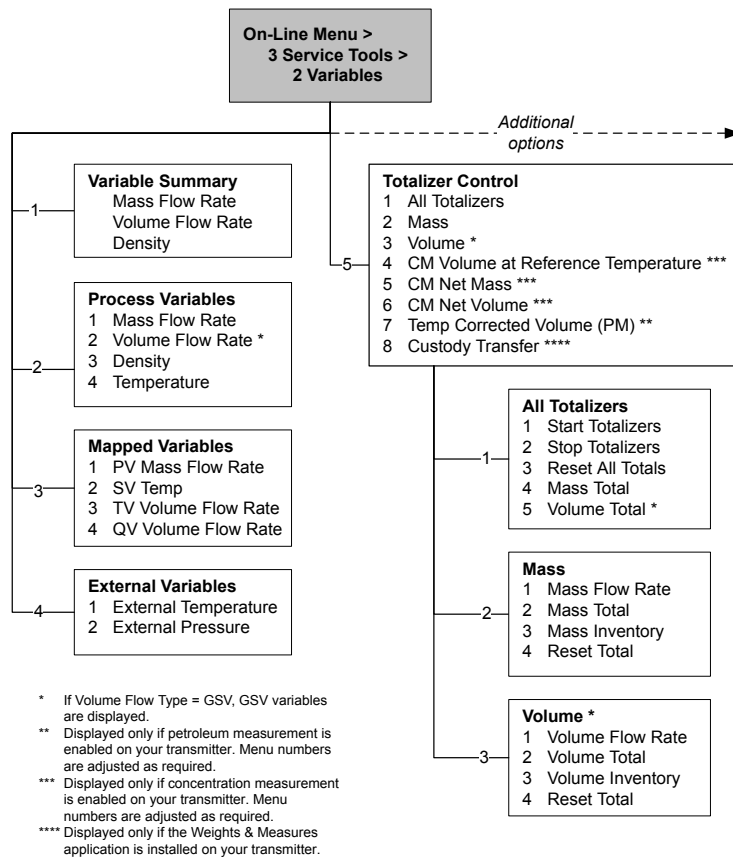 On-Line Menu >
3 Service Tools >
2 Variables
Additional
options
1
Variable Summary
Mass Flow Rate
Volume Flow Rate
Density
2
Process Variables
1 Mass Flow Rate
2 Volume Flow Rate *
3 Density
4 Temperature
3
Mapped Variables
1 PV Mass Flow Rate
2 SV Temp
3 TV Volume Flow Rate
4 QV Volume Flow Rate
4
External Variables
1 External Temperature
2 External Pressure
5
Totalizer Control
1 All Totalizers
2 Mass
3 Volume *
4 CM Volume at Reference Temperature ***
5 CM Net Mass ***
6 CM Net Volume ***
7 Temp Corrected Volume (PM) **
8 Custody Transfer ****
1
All Totalizers
1 Start Totalizers
2 Stop Totalizers
3 Reset All Totals
4 Mass Total
5 Volume Total *
2
Mass
1 Mass Flow Rate
2 Mass Total
3 Mass Inventory
4 Reset Total
3
Volume *
1 Volume Flow Rate
2 Volume Total
3 Volume Inventory
4 Reset Total
* If Volume Flow Type = GSV, GSV variables
are displayed.
** Displayed only if petroleum measurement is
enabled on your transmitter. Menu numbers
are adjusted as required.
*** Displayed only if concentration measurement
is enabled on your transmitter. Menu
numbers are adjusted as required.
**** Displayed only if the Weights & Measures
application is installed on your transmitter.